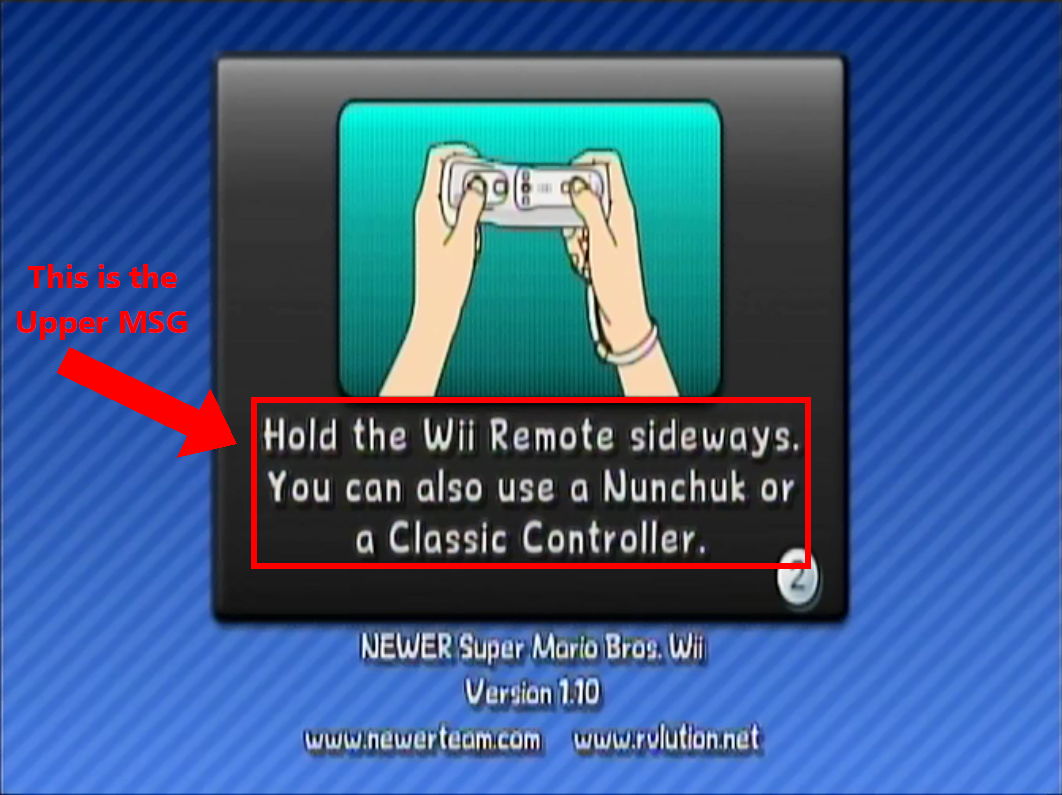 This is the
Upper MSG
Hold the Wii Remote sideways.
You can also use a Nunchuk or
a Classic Controller.
2
NEWER Super Mario Bros. Wii
Version 1.10
www.newerteam.com www.rvlution.net